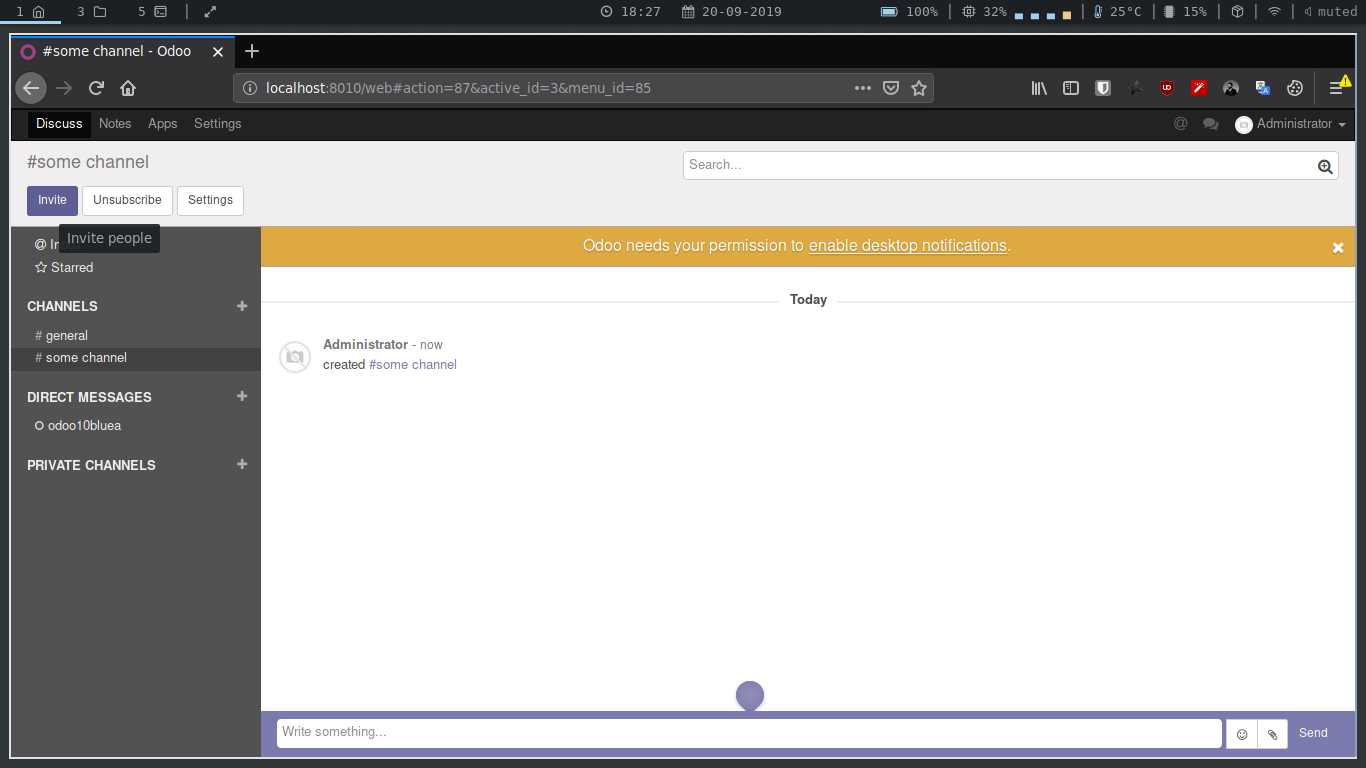 1 3 5 18:27 20-09-2019 100% 32% 25°C 15% muted
#some channel - Odoo
localhost:8010/web#action=87&active_id=3&menu_id=85
Discuss Notes Apps Settings @ Administrator
#some channel
Search...
Invite Unsubscribe Settings
Invite people
@ In
Starred
Odoo needs your permission to enable desktop notifications.
CHANNELS
# general
# some channel
DIRECT MESSAGES
odoo10bluea
PRIVATE CHANNELS
Today
Administrator - now
created #some channel
Write something...
Send